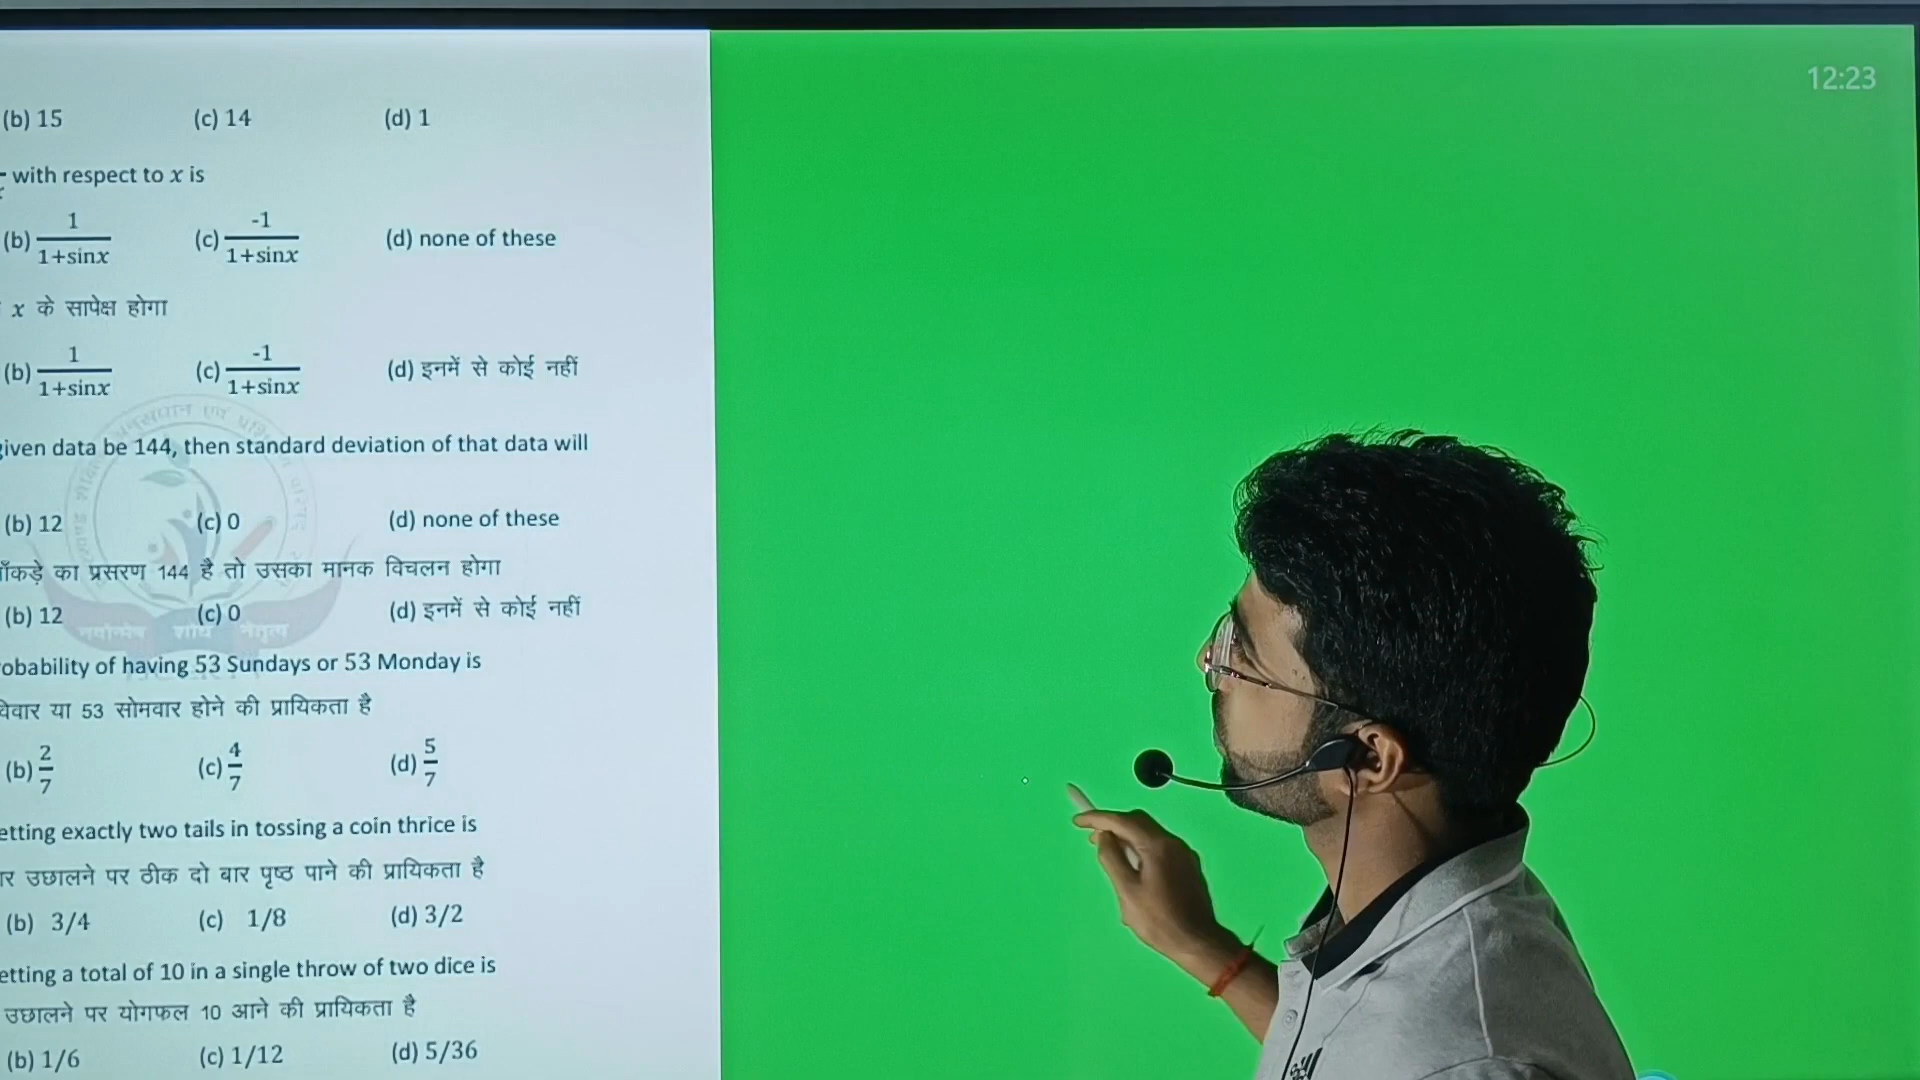 12:23
(b) 15 (c) 14 (d) 1
with respect to x is
(b) 1/1+sinx (c) -1/1+sinx (d) none of these
x के सापेक्ष होगा
(b) 1/1+sinx (c) -1/1+sinx (d) इनमें से कोई नहीं
given data be 144, then standard deviation of that data will
(b) 12 (c) 0 (d) none of these
का प्रसरण 144 है तो उसका मानक विचलन होगा
(b) 12 (c) 0 (d) इनमें से कोई नहीं
नवोन्मेष शोध नेतृत्व
obability of having 53 Sundays or 53 Monday is
या 53 सोमवार होने की प्रायिकता है
(b) 2/7 (c) 4/7 (d) 5/7
etting exactly two tails in tossing a coin thrice is
उछालने पर ठीक दो बार पृष्ठ पाने की प्रायिकता है
(b) 3/4 (c) 1/8 (d) 3/2
etting a total of 10 in a single throw of two dice is
उछालने पर योगफल 10 आने की प्रायिकता है
(b) 1/6 (c) 1/12 (d) 5/36